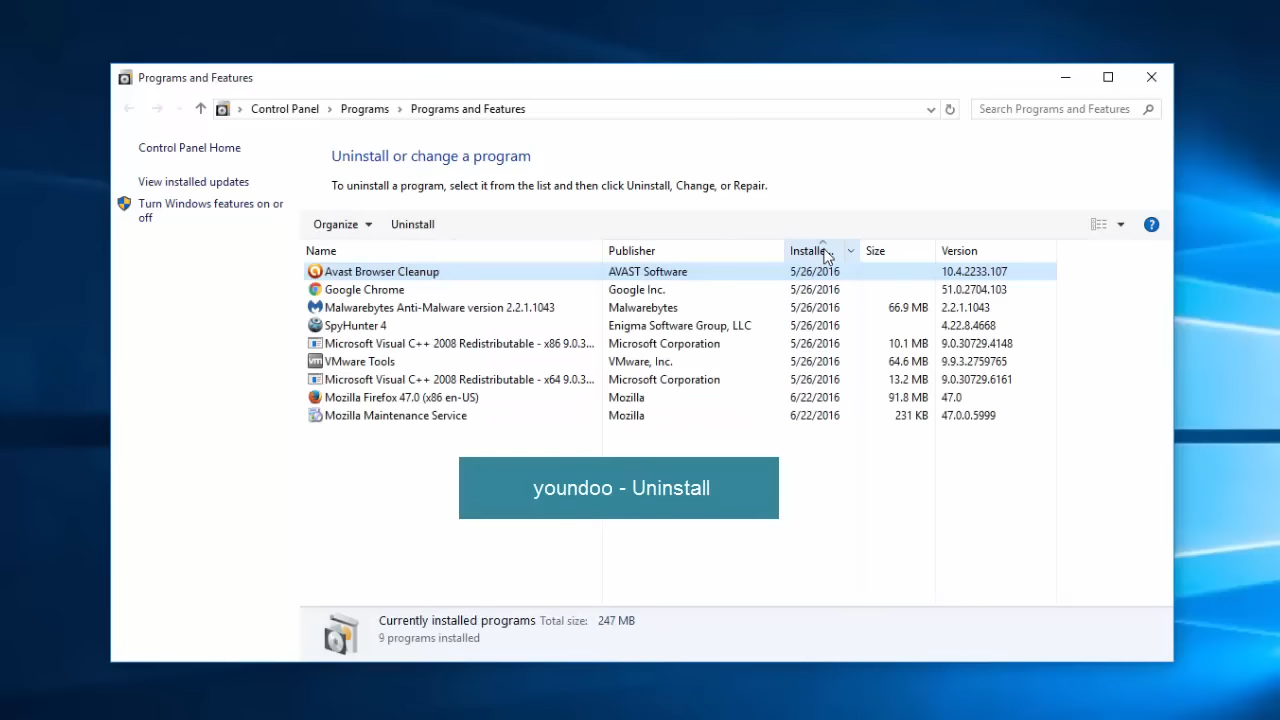 Programs and Features
Control Panel > Programs > Programs and Features
Search Programs and Features
Control Panel Home
View installed updates
Turn Windows features on or
off
Uninstall or change a program
To uninstall a program, select it from the list and then click Uninstall, Change, or Repair.
Organize Uninstall ?
Name Publisher Installe Size Version
Avast Browser Cleanup AVAST Software 5/26/2016 10.4.2233.107
Google Chrome Google Inc. 5/26/2016 51.0.2704.103
Malwarebytes Anti-Malware version 2.2.1.1043 Malwarebytes 5/26/2016 66.9 MB 2.2.1.1043
SpyHunter 4 Enigma Software Group, LLC 5/26/2016 4.22.8.4668
Microsoft Visual C++ 2008 Redistributable - x86 9.0.3... Microsoft Corporation 5/26/2016 10.1 MB 9.0.30729.4148
vm VMware Tools VMware, Inc. 5/26/2016 64.6 MB 9.9.3.2759765
Microsoft Visual C++ 2008 Redistributable - x64 9.0.3... Microsoft Corporation 5/26/2016 13.2 MB 9.0.30729.6161
Mozilla Firefox 47.0 (x86 en-US) Mozilla 6/22/2016 91.8 MB 47.0
Mozilla Maintenance Service Mozilla 6/22/2016 231 KB 47.0.0.5999
youndoo - Uninstall
Currently installed programs Total size: 247 MB
9 programs installed